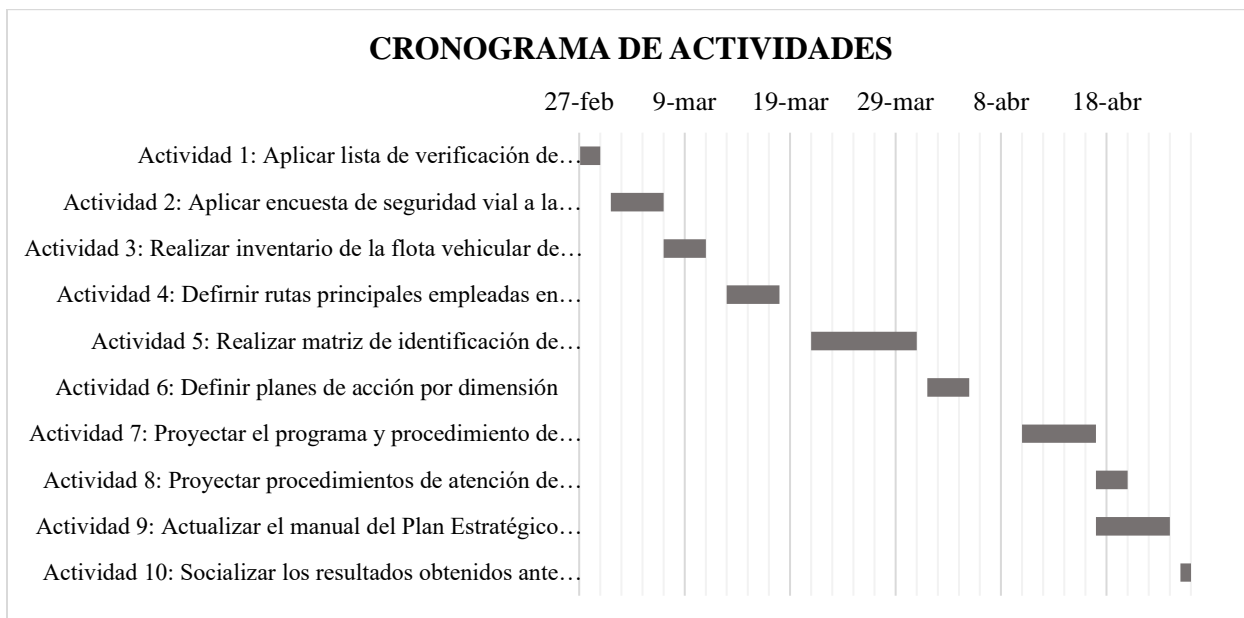 CRONOGRAMA DE ACTIVIDADES
27-feb 9-mar 19-mar 29-mar 8-abr 18-abr
Actividad 1: Aplicar lista de verificación de…
Actividad 2: Aplicar encuesta de seguridad vial a la…
Actividad 3: Realizar inventario de la flota vehicular de…
Actividad 4: Defirnir rutas principales empleadas en…
Actividad 5: Realizar matriz de identificación de…
Actividad 6: Definir planes de acción por dimensión
Actividad 7: Proyectar el programa y procedimiento de…
Actividad 8: Proyectar procedimientos de atención de…
Actividad 9: Actualizar el manual del Plan Estratégico…
Actividad 10: Socializar los resultados obtenidos ante…